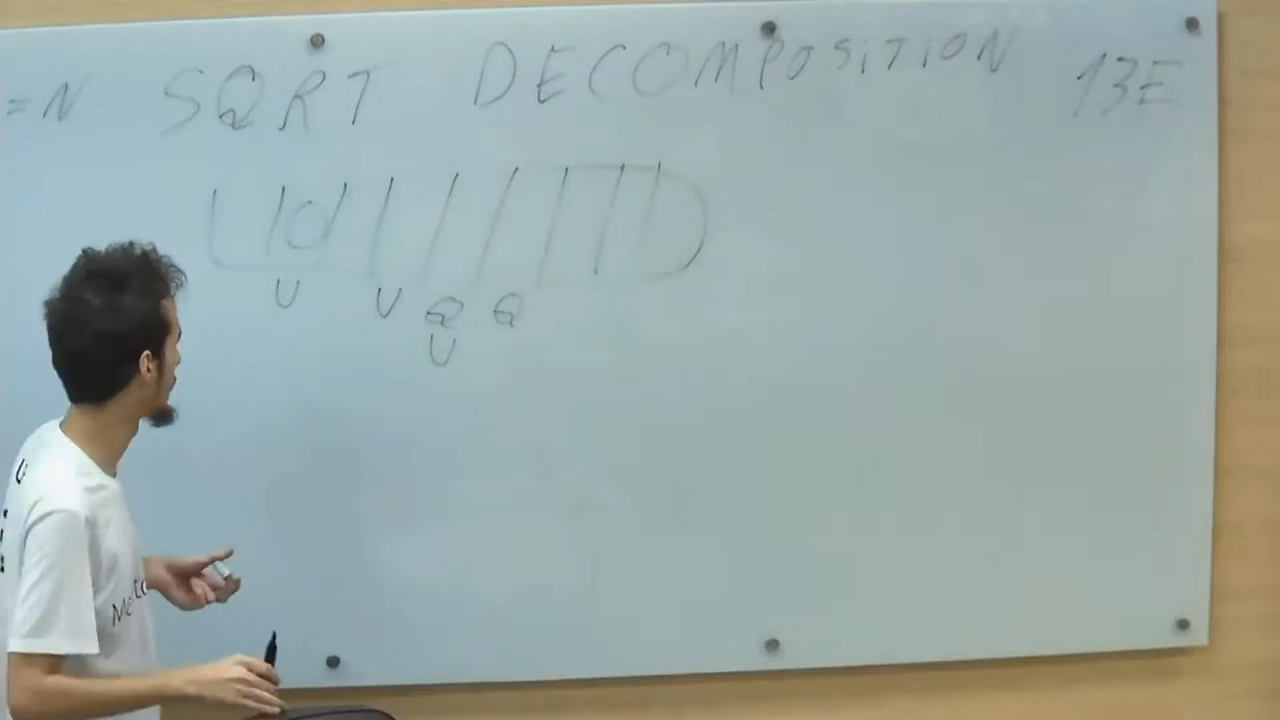 =N SQRT DECOMPOSITION 13E
U U Q Q
U